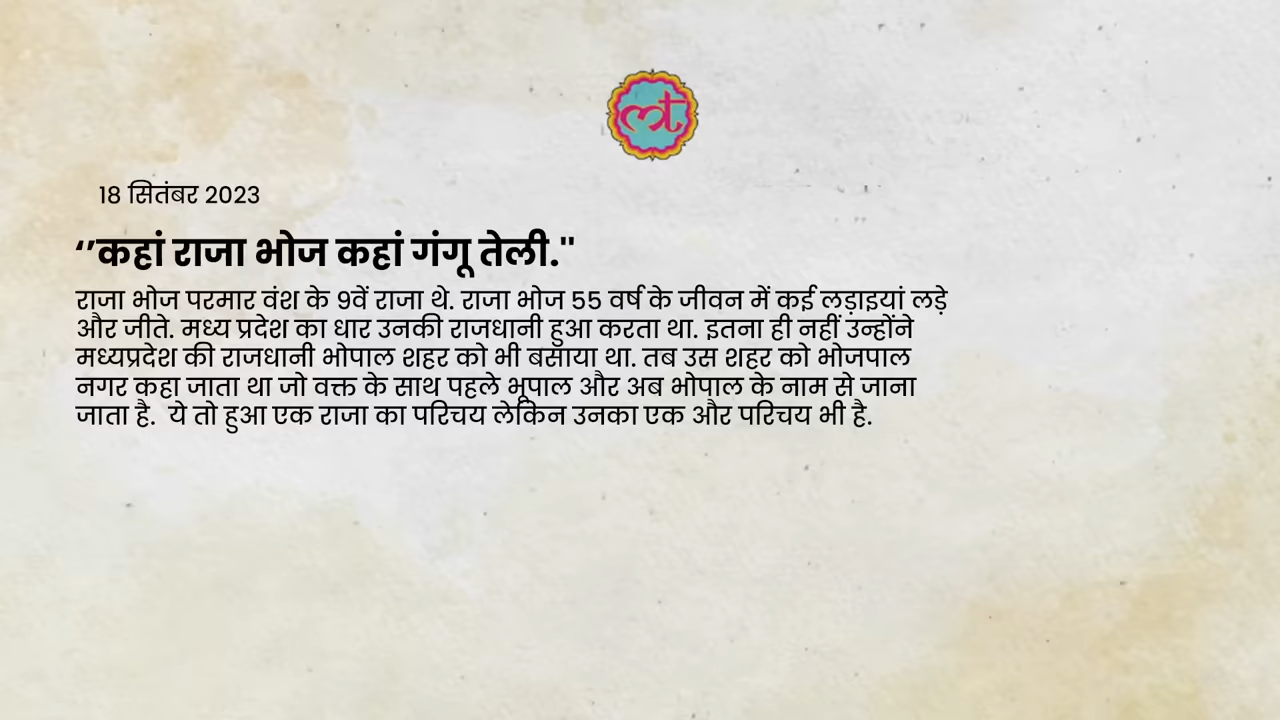 mt
18 सितंबर 2023
‘’कहां राजा भोज कहां गंगू तेली."
राजा भोज परमार वंश के 9वें राजा थे. राजा भोज 55 वर्ष के जीवन में कई लड़ाइयां लड़े
और जीते. मध्य प्रदेश का धार उनकी राजधानी हुआ करता था. इतना ही नहीं उन्होंने
मध्यप्रदेश की राजधानी भोपाल शहर को भी बसाया था. तब उस शहर को भोजपाल
नगर कहा जाता था जो वक्त के साथ पहले भूपाल और अब भोपाल के नाम से जाना
जाता है.  ये तो हुआ एक राजा का परिचय लेकिन उनका एक और परिचय भी है.